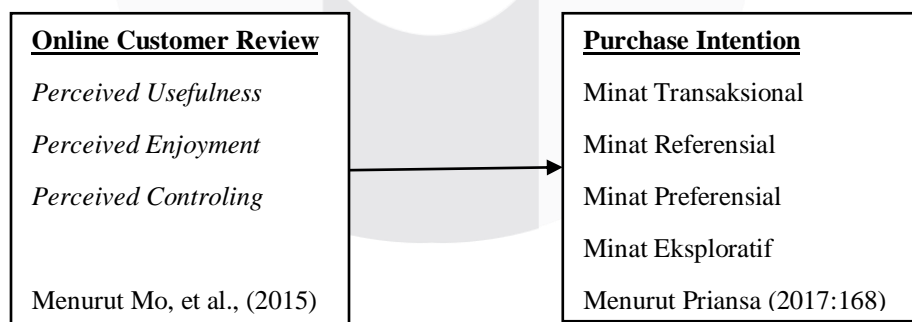 Online Customer Review
Perceived Usefulness
Perceived Enjoyment
Perceived Controling
Menurut Mo, et al., (2015)
Purchase Intention
Minat Transaksional
Minat Referensial
Minat Preferensial
Minat Eksploratif
Menurut Priansa (2017:168)